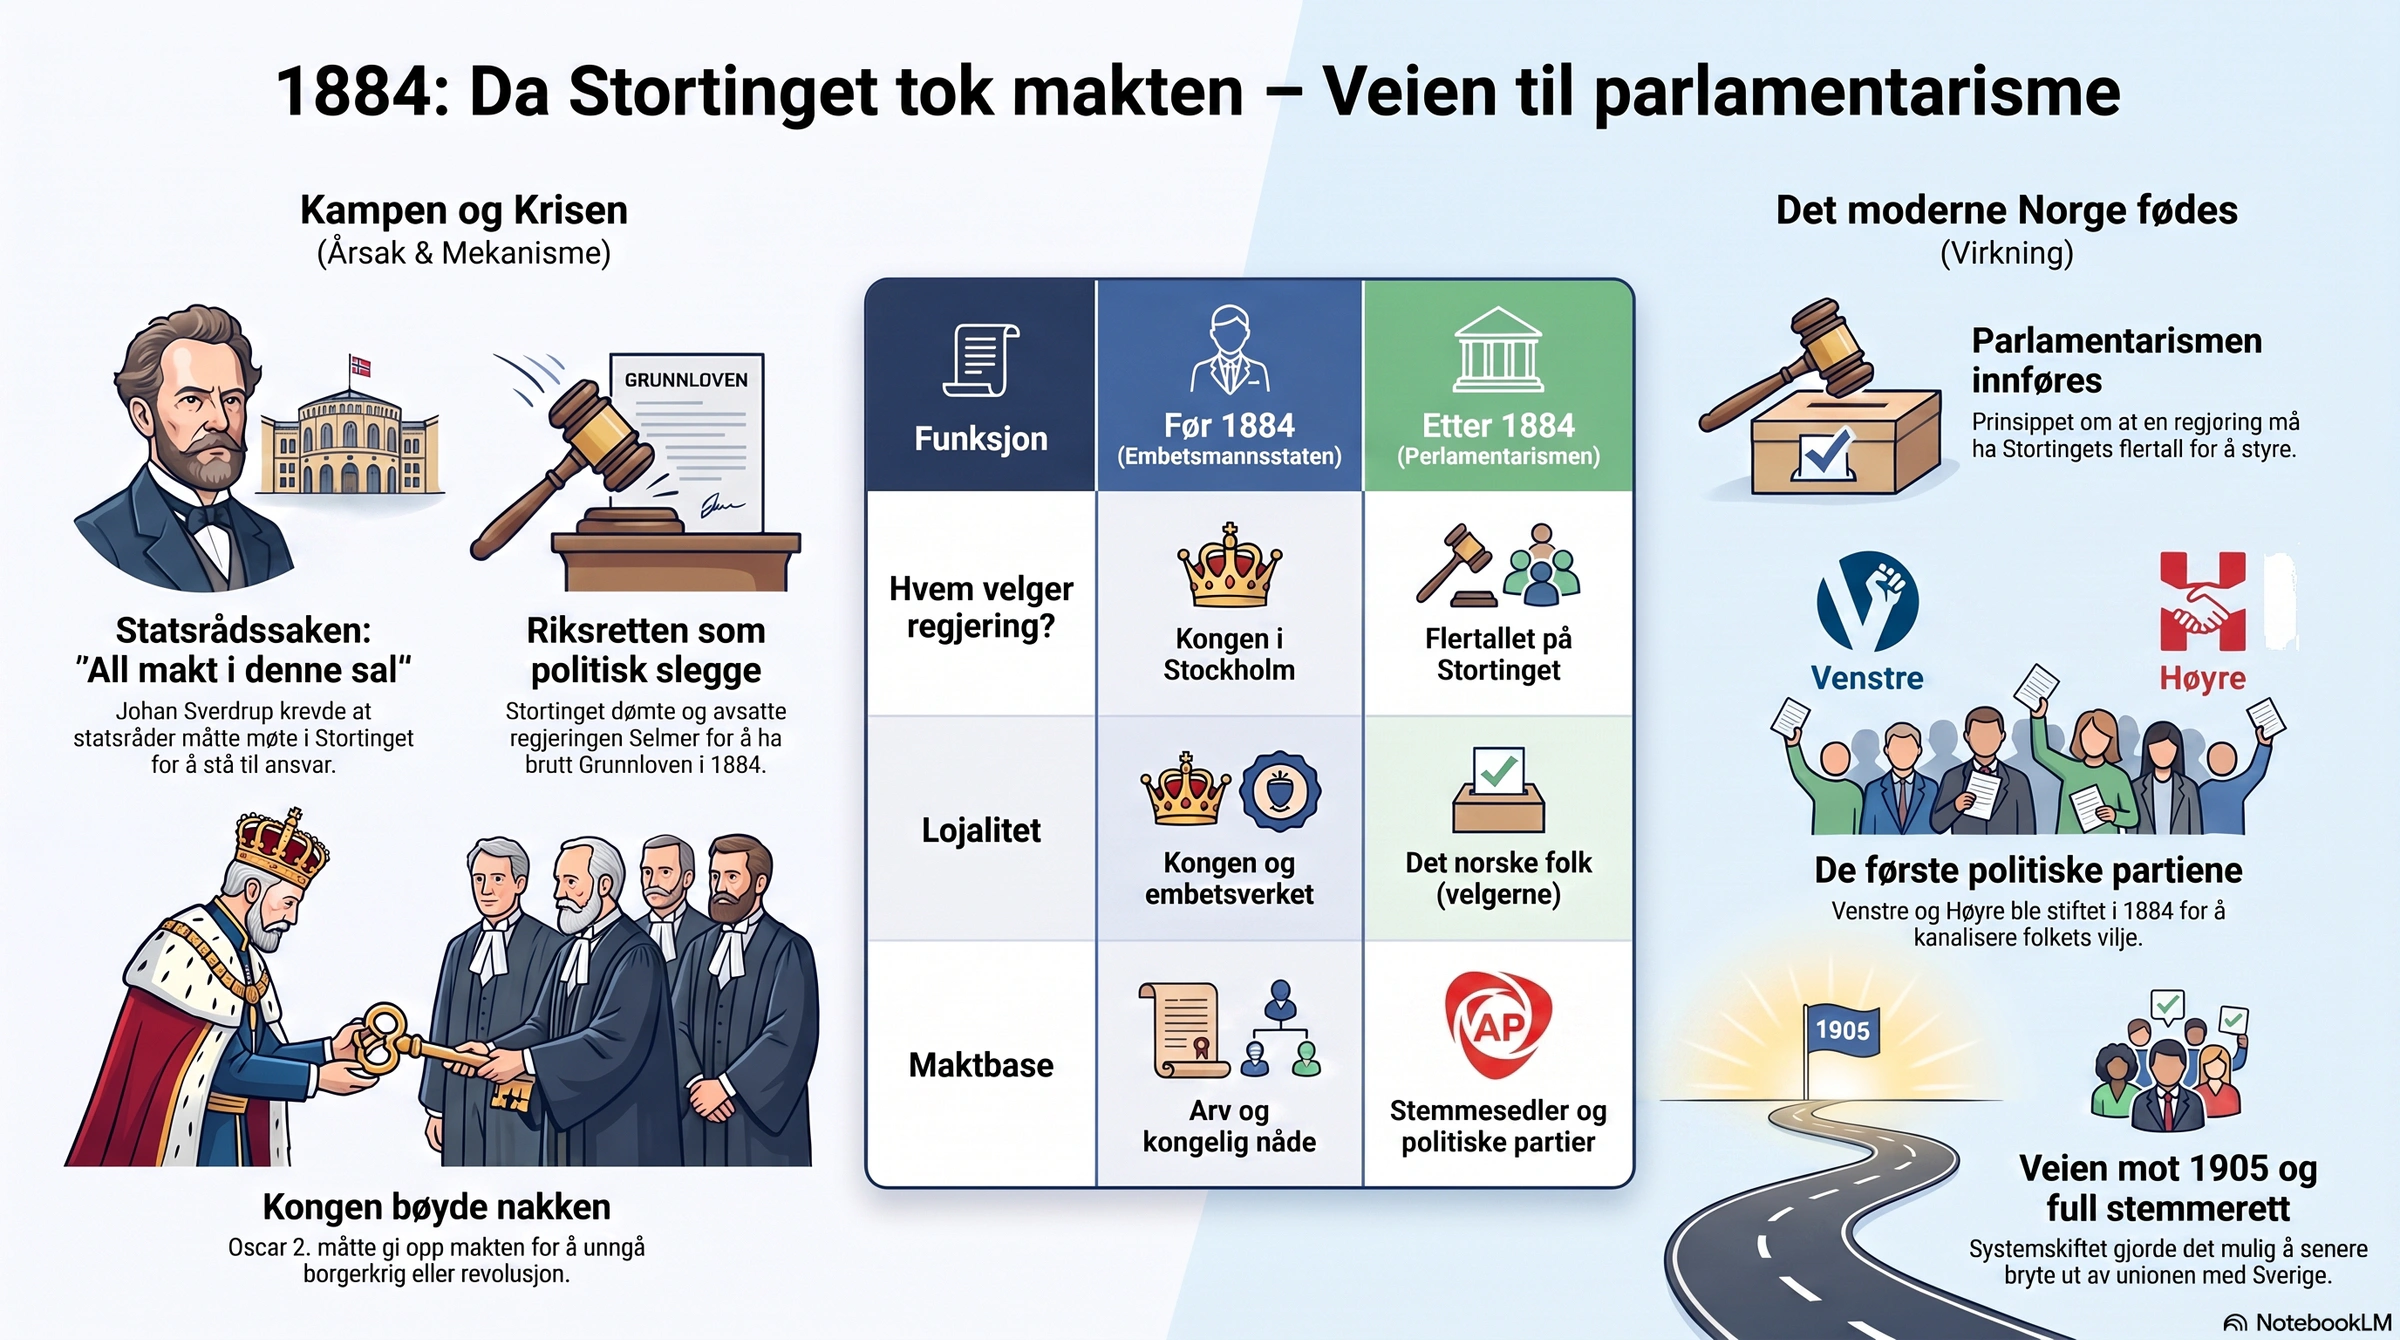 1884: Da Stortinget tok makten – Veien til parlamentarisme
Kampen og Krisen
(Årsak & Mekanisme)
GRUNNLOVEN
Statsrådssaken:
”All makt i denne sal“
Johan Sverdrup krevde at
statsråder måtte møte i Stortinget
for å stå til ansvar.
Riksretten som
politisk slegge
Stortinget dømte og avsatte
regjeringen Selmer for å ha
brutt Grunnloven i 1884.
Kongen bøyde nakken
Oscar 2. måtte gi opp makten for å unngå
borgerkrig eller revolusjon.
Funksjon
Før 1884
(Embetsmannsstaten)
Etter 1884
(Perlamentarismen)
Hvem velger
regjering?
Kongen i
Stockholm
Flertallet på
Stortinget
Lojalitet
Kongen og
embetsverket
Det norske folk
(velgerne)
Maktbase
Arv og
kongelig nåde
AP
Stemmesedler og
politiske partier
Det moderne Norge fødes
(Virkning)
Parlamentarismen
innføres
Prinsippet om at en regjøring må
ha Stortingets flertall for å styre.
V
Venstre
H
Høyre
De første politiske partiene
Venstre og Høyre ble stiftet i 1884 for å
kanalisere folkets vilje.
1905
Veien mot 1905 og
full stemmerett
Systemskiftet gjorde det mulig å senere
bryte ut av unionen med Sverige.
NotebookLM